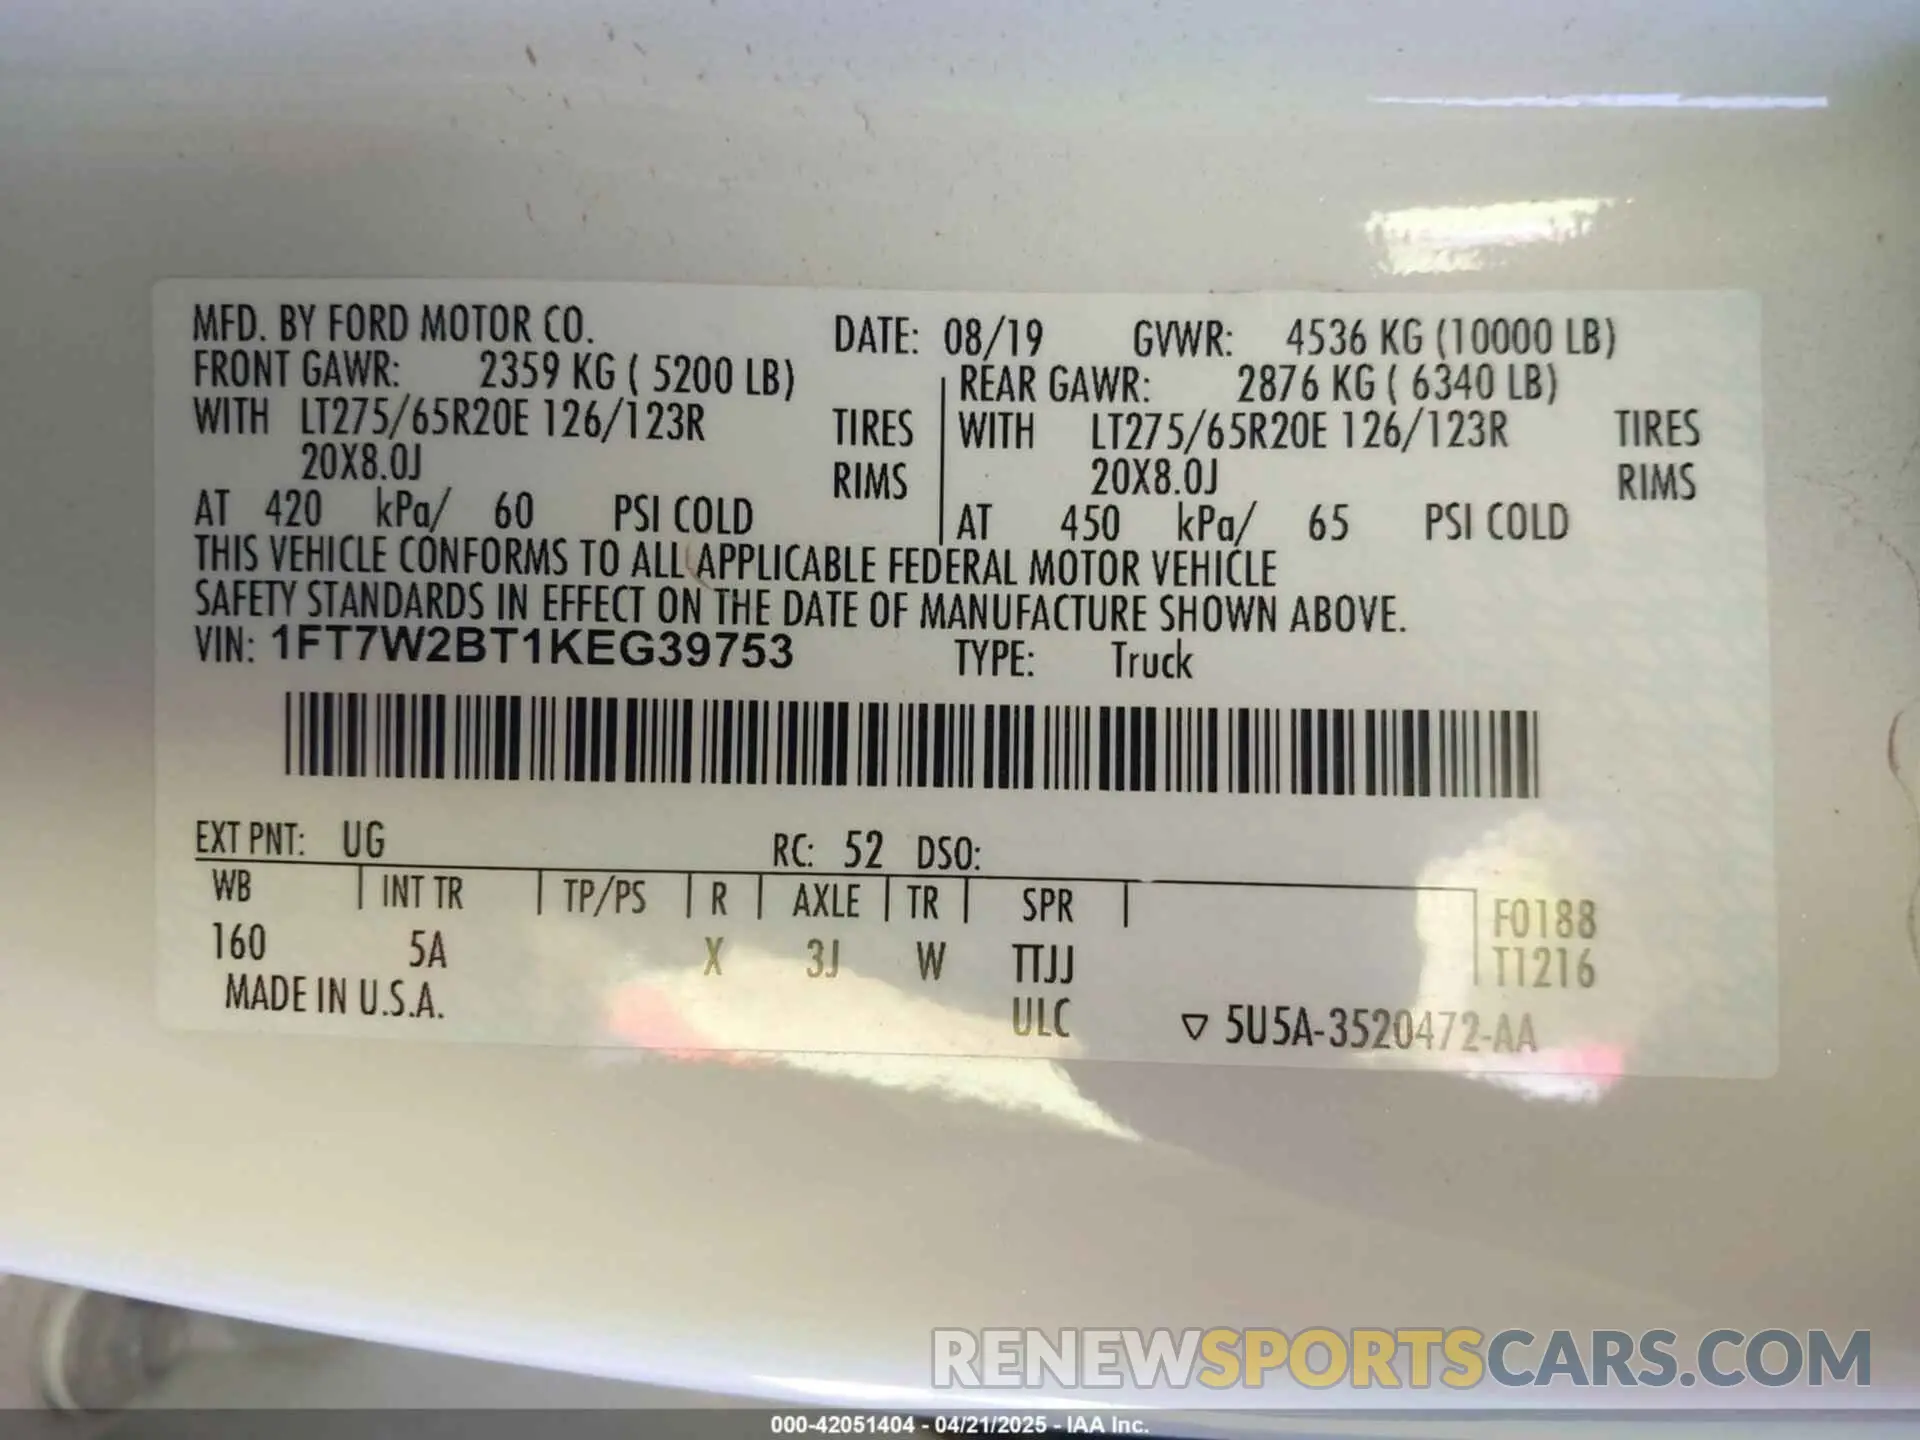 MFD. BY FORD MOTOR CO. DATE: 08/19 GVWR: 4536 KG (10000 LB)
FRONT GAWR: 2359 KG ( 5200 LB) REAR GAWR: 2876 KG ( 6340 LB)
WITH LT275/65R20E 126/123R TIRES WITH LT275/65R20E 126/123R TIRES
20X8.0J RIMS 20X8.0J RIMS
AT 420 kPa/ 60 PSI COLD AT 450 kPa/ 65 PSI COLD
THIS VEHICLE CONFORMS TO ALL APPLICABLE FEDERAL MOTOR VEHICLE
SAFETY STANDARDS IN EFFECT ON THE DATE OF MANUFACTURE SHOWN ABOVE.
VIN: 1FT7W2BT1KEG39753 TYPE: Truck
EXT PNT: UG RC: 52 DSO:
WB INT TR TP/PS R AXLE TR SPR F0188
160 5A X 3J W TTJJ T1216
MADE IN U.S.A. ULC ▽ 5U5A-3520472-AA
RENEWSPORTSCARS.COM
000-42051404 - 04/21/2025 - IAA Inc.